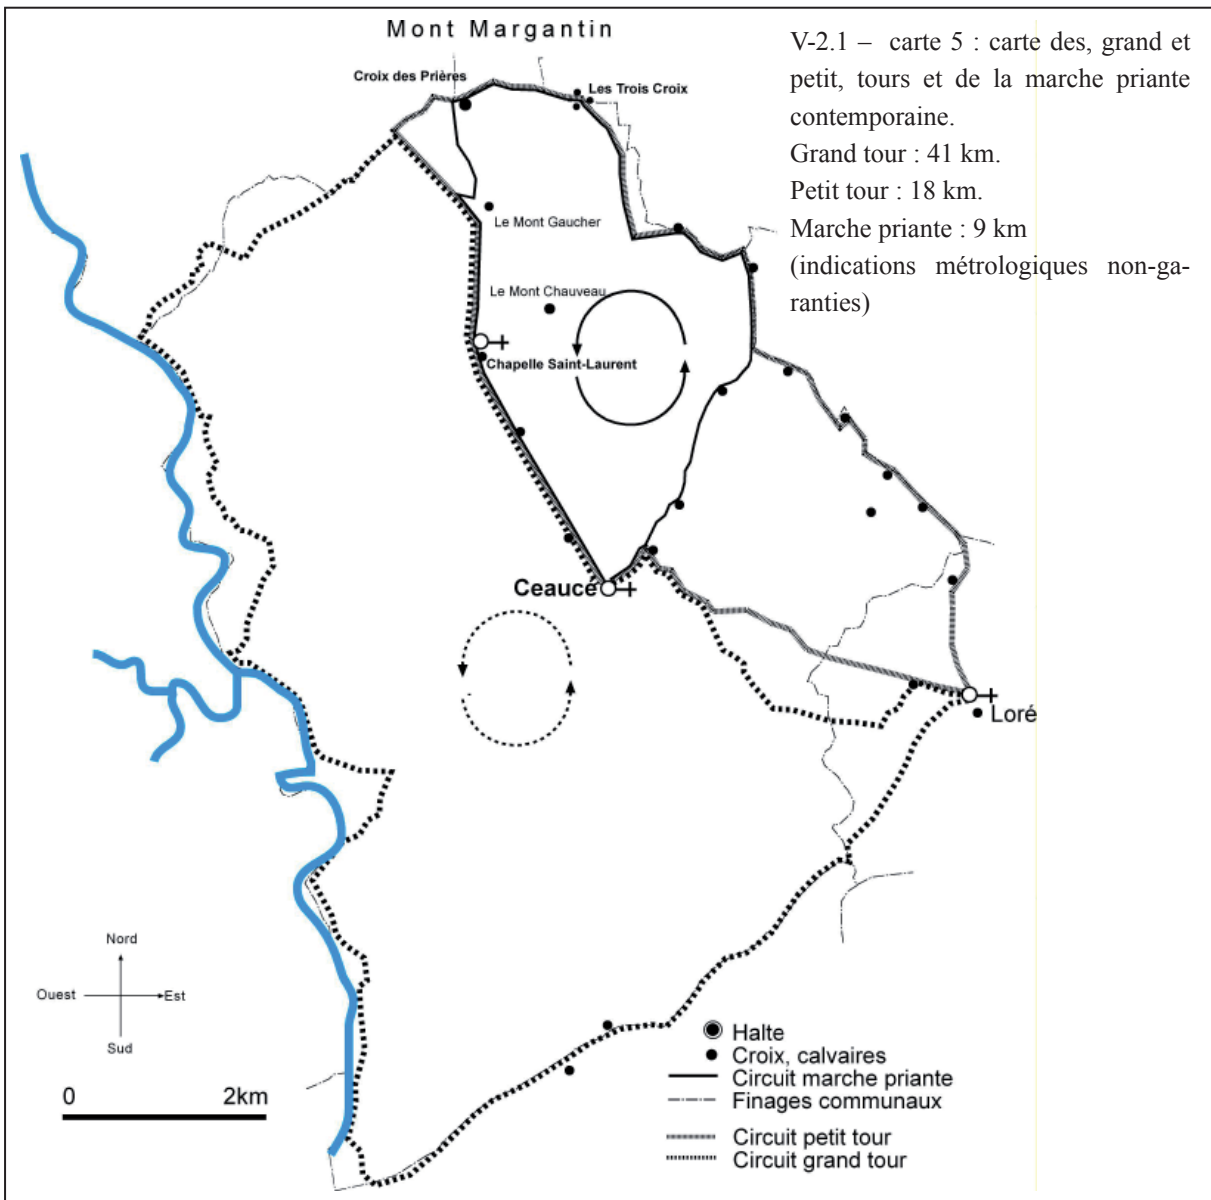 Mont Margantin
V-2.1 – carte 5 : carte des, grand et
petit, tours et de la marche priante
contemporaine.
Grand tour : 41 km.
Petit tour : 18 km.
Marche priante : 9 km
(indications métrologiques non-ga-
ranties)
Croix des Prières
Les Trois Croix
Le Mont Gaucher
Le Mont Chauveau
Chapelle Saint-Laurent
Ceaucé
Loré
Nord
Ouest
Est
Sud
0 2km
Halte
Croix, calvaires
Circuit marche priante
Finages communaux
Circuit petit tour
Circuit grand tour